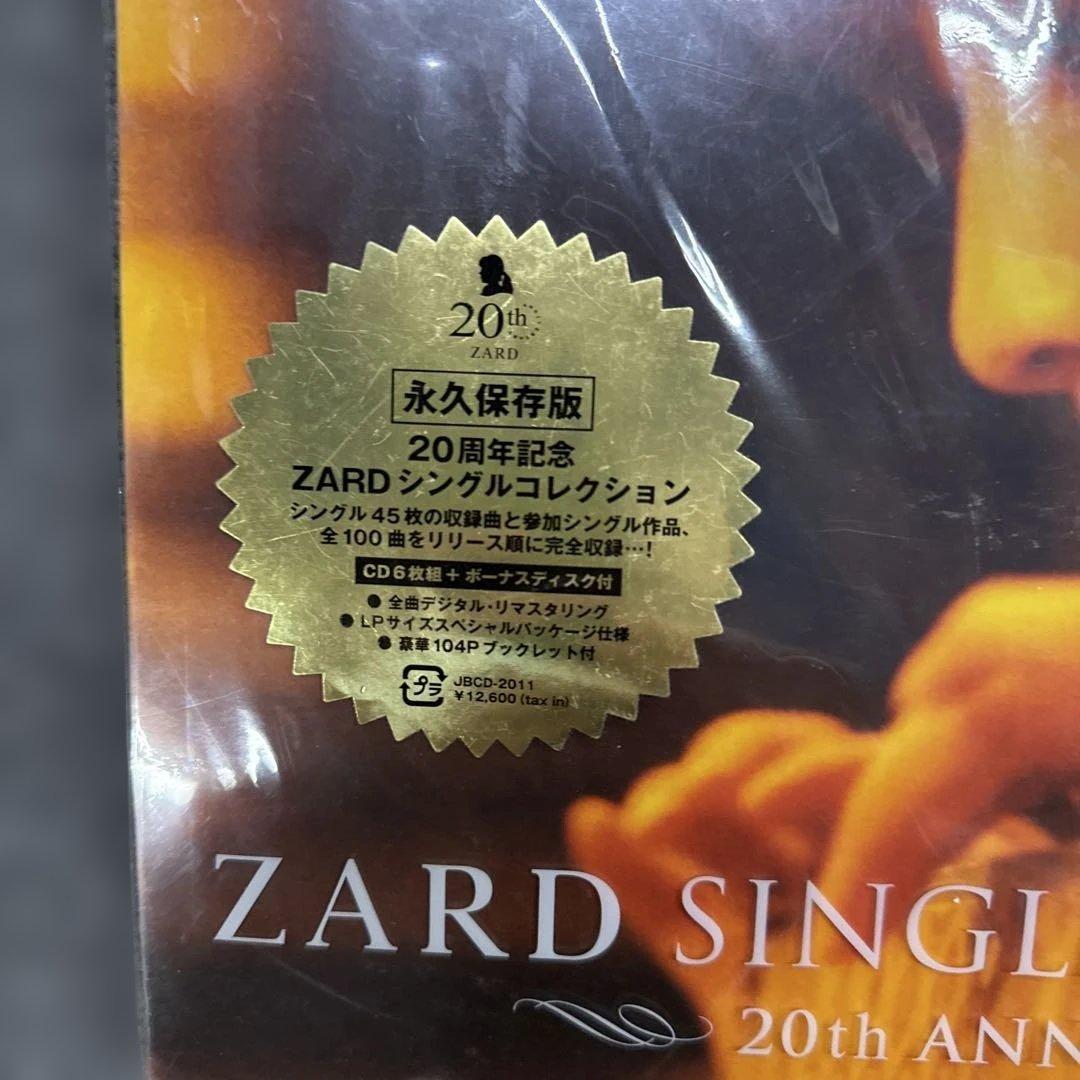 20th
ZARD
永久保存版
20周年記念
ZARDシングルコレクション
シングル45枚の収録曲と参加シングル作品、
全100曲をリリース順に完全収録…!
CD6枚組+ボーナスディスク付
● 全曲デジタル・リマスタリング
● LPサイズスペシャルパッケージ仕様
● 豪華104Pブックレット付
プラ
JBCD-2011
¥12,600(tax in)
ZARD SINGL
20th ANN